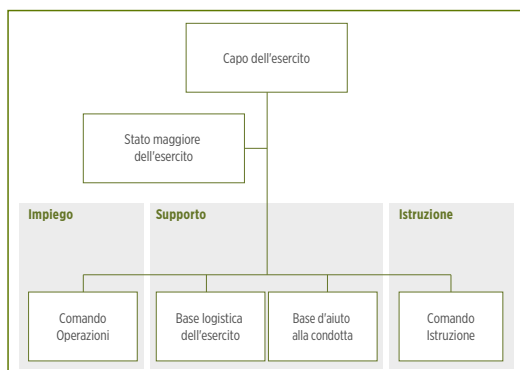 Capo dell'esercito
Stato maggiore
dell'esercito
Impiego
Supporto
Istruzione
Comando
Operazioni
Base logistica
dell'esercito
Base d'aiuto
alla condotta
Comando
Istruzione